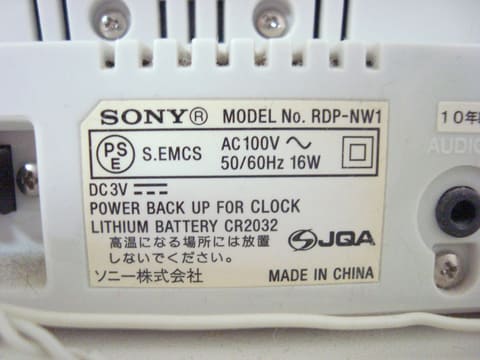 SONY® MODEL No. RDP-NW1
PS
E
S.EMCS
AC100V ~
50/60Hz 16W
DC3V
POWER BACK UP FOR CLOCK
LITHIUM BATTERY CR2032
高温になる場所には放置
しないでください。
JQA
ソニー株式会社
MADE IN CHINA
10年
AUDIO